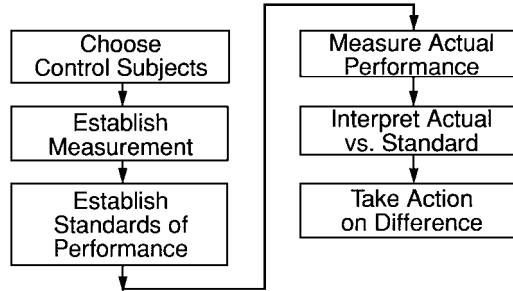 Choose
Control Subjects
Establish
Measurement
Establish
Standards of
Performance
Measure Actual
Performance
Interpret Actual
vs. Standard
Take Action
on Difference